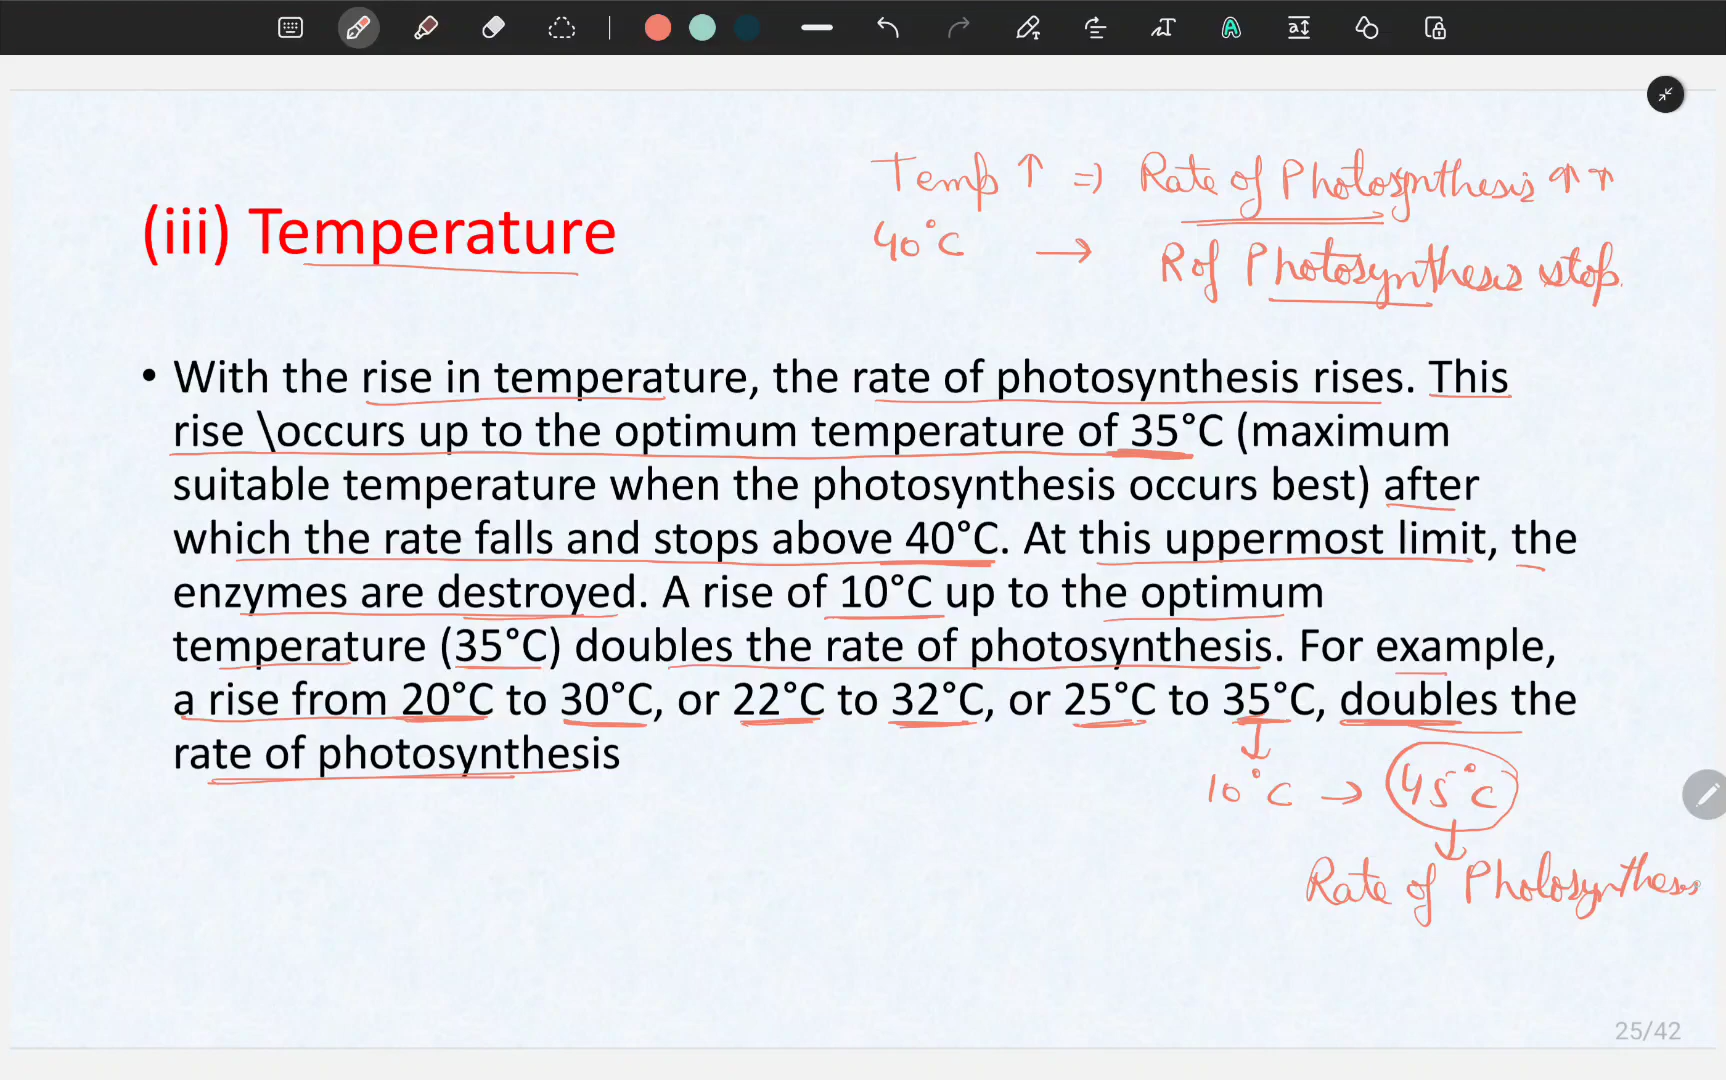 Temp ↑ ⇒ Rate of Photosynthesis ↑↑
(iii) Temperature
40°C → R of Photosynthesis stop.
• With the rise in temperature, the rate of photosynthesis rises. This
rise \occurs up to the optimum temperature of 35°C (maximum
suitable temperature when the photosynthesis occurs best) after
which the rate falls and stops above 40°C. At this uppermost limit, the
enzymes are destroyed. A rise of 10°C up to the optimum
temperature (35°C) doubles the rate of photosynthesis. For example,
a rise from 20°C to 30°C, or 22°C to 32°C, or 25°C to 35°C, doubles the
rate of photosynthesis
↓
10°C → 45°C
↓
Rate of Photosynthesis
25/42